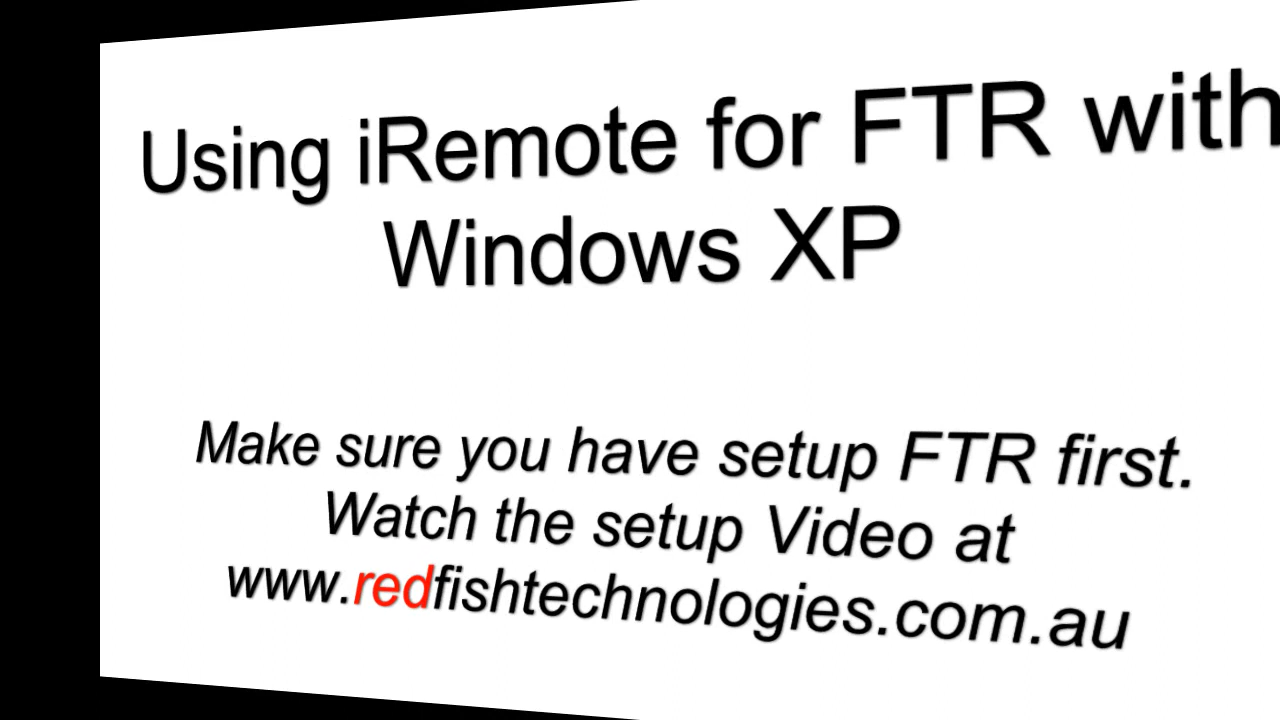 Using iRemote for FTR with
Windows XP
Make sure you have setup FTR first.
Watch the setup Video at
www.redfishtechnologies.com.au